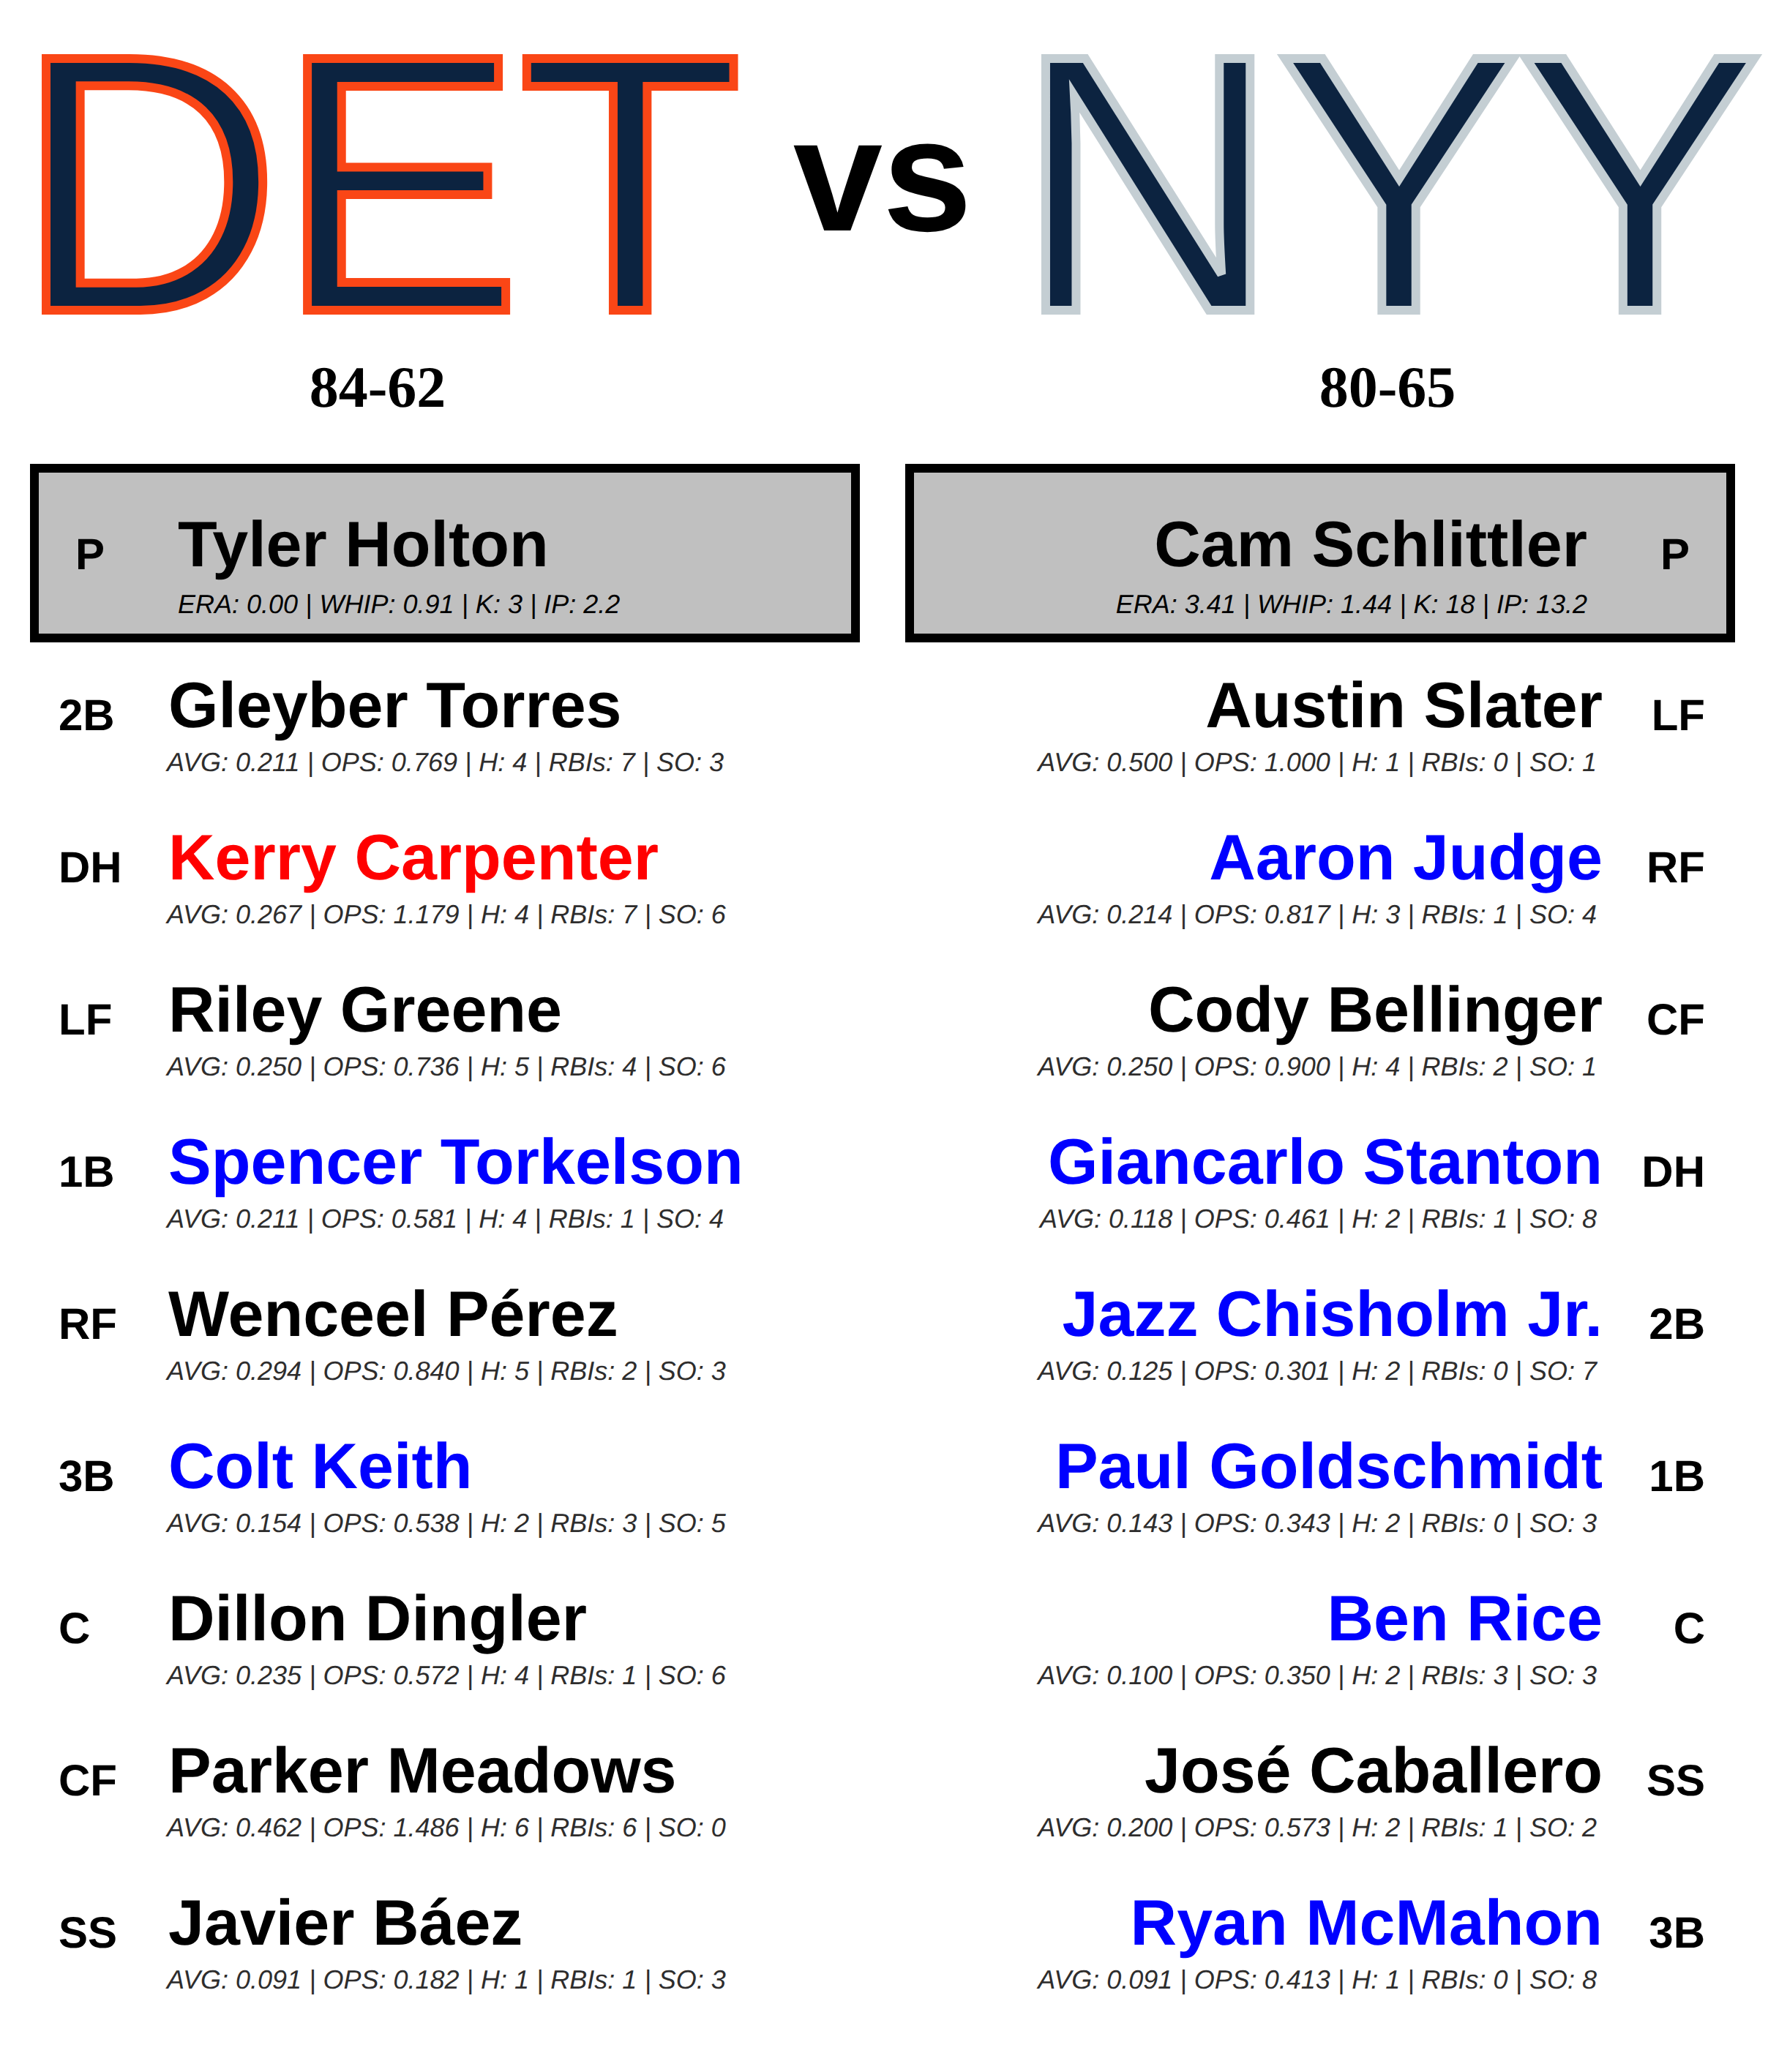 DET vs NYY
84-62
80-65
P Tyler Holton
ERA: 0.00 | WHIP: 0.91 | K: 3 | IP: 2.2
Cam Schlittler P
ERA: 3.41 | WHIP: 1.44 | K: 18 | IP: 13.2
2B Gleyber Torres
AVG: 0.211 | OPS: 0.769 | H: 4 | RBIs: 7 | SO: 3
DH Kerry Carpenter
AVG: 0.267 | OPS: 1.179 | H: 4 | RBIs: 7 | SO: 6
LF Riley Greene
AVG: 0.250 | OPS: 0.736 | H: 5 | RBIs: 4 | SO: 6
1B Spencer Torkelson
AVG: 0.211 | OPS: 0.581 | H: 4 | RBIs: 1 | SO: 4
RF Wenceel Pérez
AVG: 0.294 | OPS: 0.840 | H: 5 | RBIs: 2 | SO: 3
3B Colt Keith
AVG: 0.154 | OPS: 0.538 | H: 2 | RBIs: 3 | SO: 5
C Dillon Dingler
AVG: 0.235 | OPS: 0.572 | H: 4 | RBIs: 1 | SO: 6
CF Parker Meadows
AVG: 0.462 | OPS: 1.486 | H: 6 | RBIs: 6 | SO: 0
SS Javier Báez
AVG: 0.091 | OPS: 0.182 | H: 1 | RBIs: 1 | SO: 3
Austin Slater LF
AVG: 0.500 | OPS: 1.000 | H: 1 | RBIs: 0 | SO: 1
Aaron Judge RF
AVG: 0.214 | OPS: 0.817 | H: 3 | RBIs: 1 | SO: 4
Cody Bellinger CF
AVG: 0.250 | OPS: 0.900 | H: 4 | RBIs: 2 | SO: 1
Giancarlo Stanton DH
AVG: 0.118 | OPS: 0.461 | H: 2 | RBIs: 1 | SO: 8
Jazz Chisholm Jr. 2B
AVG: 0.125 | OPS: 0.301 | H: 2 | RBIs: 0 | SO: 7
Paul Goldschmidt 1B
AVG: 0.143 | OPS: 0.343 | H: 2 | RBIs: 0 | SO: 3
Ben Rice C
AVG: 0.100 | OPS: 0.350 | H: 2 | RBIs: 3 | SO: 3
José Caballero SS
AVG: 0.200 | OPS: 0.573 | H: 2 | RBIs: 1 | SO: 2
Ryan McMahon 3B
AVG: 0.091 | OPS: 0.413 | H: 1 | RBIs: 0 | SO: 8